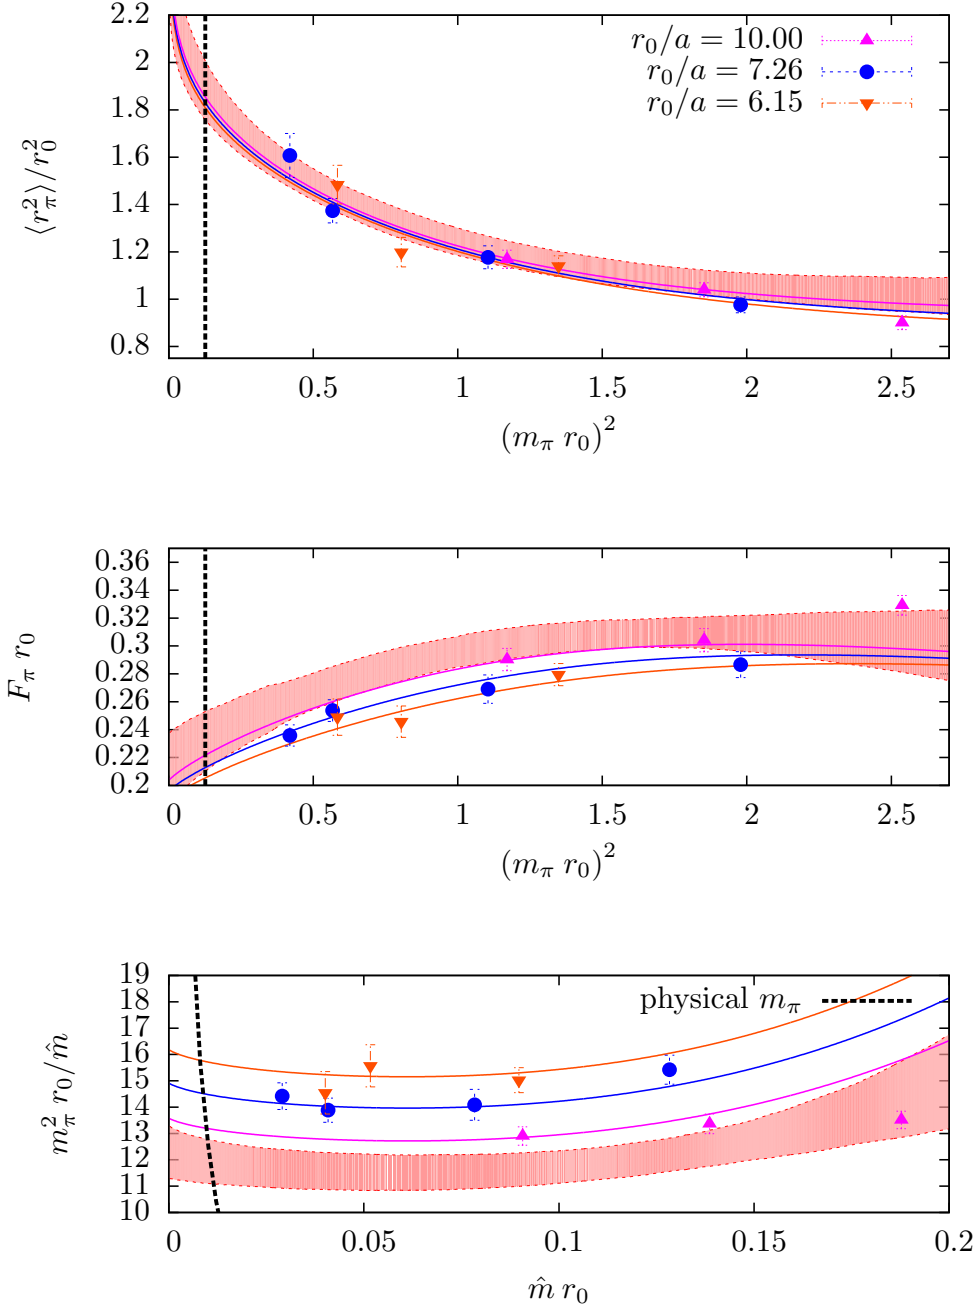 2.2
2
1.8
1.6
1.4
1.2
1
0.8
⟨r_π^2⟩/r_0^2
r_0/a = 10.00
r_0/a = 7.26
r_0/a = 6.15
0 0.5 1 1.5 2 2.5
(m_π r_0)^2
0.36
0.34
0.32
0.3
0.28
0.26
0.24
0.22
0.2
F_π r_0
0 0.5 1 1.5 2 2.5
(m_π r_0)^2
19
18
17
16
15
14
13
12
11
10
m_π^2 r_0/m̂
physical m_π
0 0.05 0.1 0.15 0.2
m̂ r_0